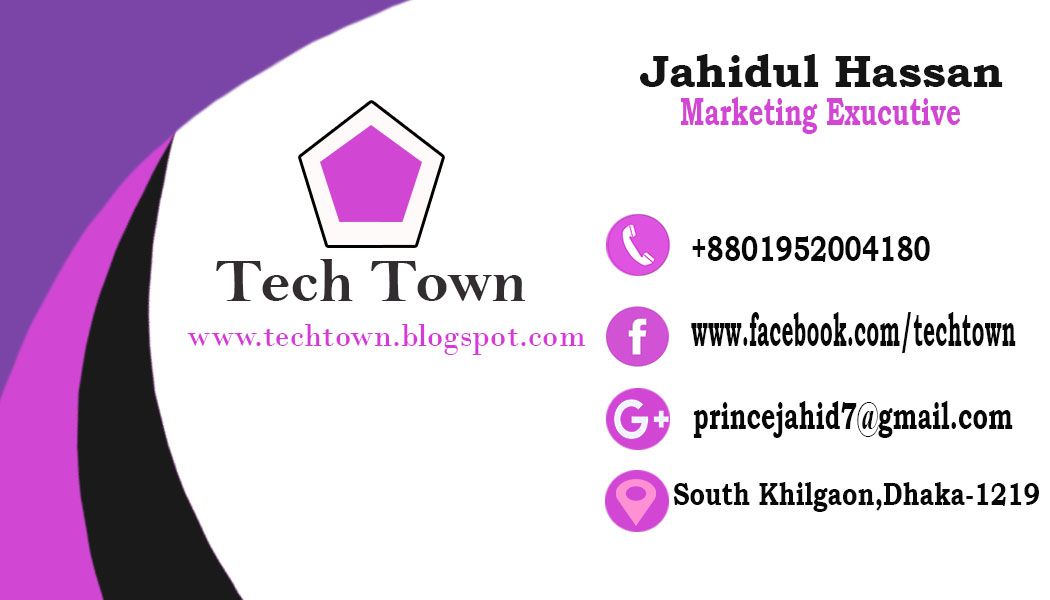 Jahidul Hassan
Marketing Exucutive
Tech Town
www.techtown.blogspot.com
+8801952004180
www.facebook.com/techtown
princejahid7@gmail.com
South Khilgaon,Dhaka-1219